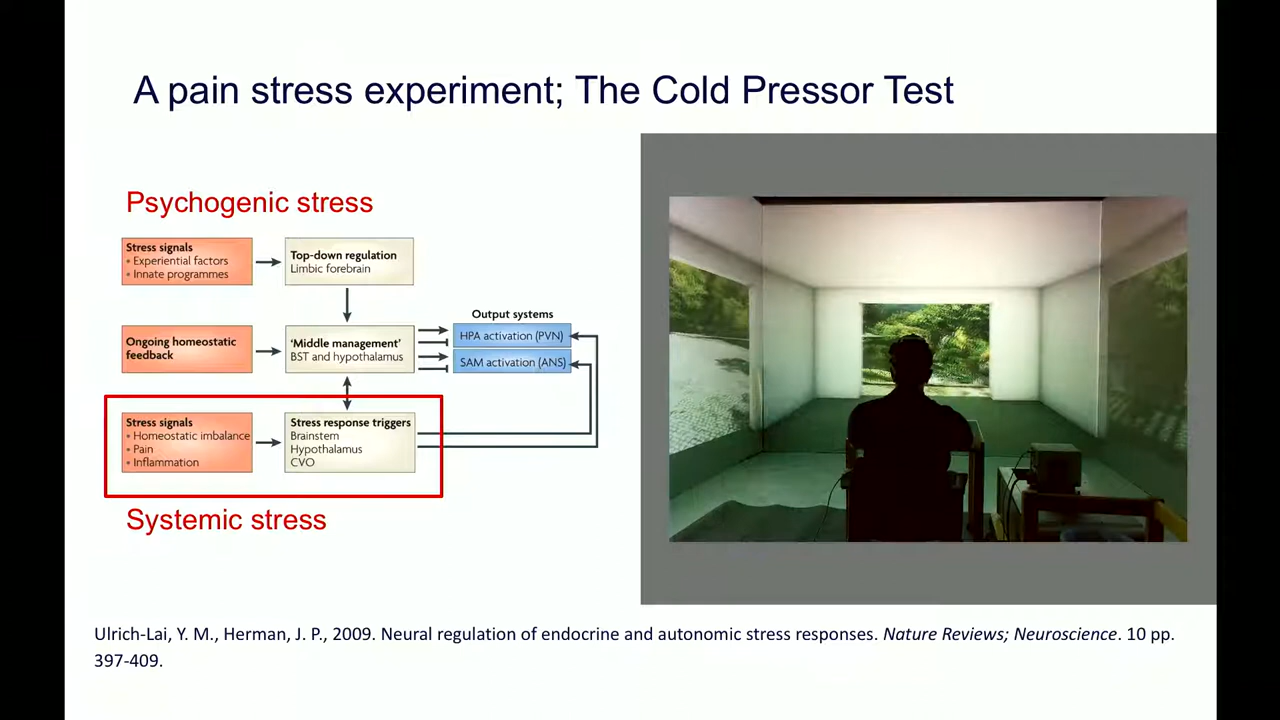 A pain stress experiment; The Cold Pressor Test
Psychogenic stress
Stress signals
• Experiential factors
• Innate programmes
Top-down regulation
Limbic forebrain
Ongoing homeostatic
feedback
‘Middle management’
BST and hypothalamus
Output systems
HPA activation (PVN)
SAM activation (ANS)
Stress signals
• Homeostatic imbalance
• Pain
• Inflammation
Stress response triggers
Brainstem
Hypothalamus
CVO
Systemic stress
Ulrich-Lai, Y. M., Herman, J. P., 2009. Neural regulation of endocrine and autonomic stress responses. Nature Reviews; Neuroscience. 10 pp.
397-409.